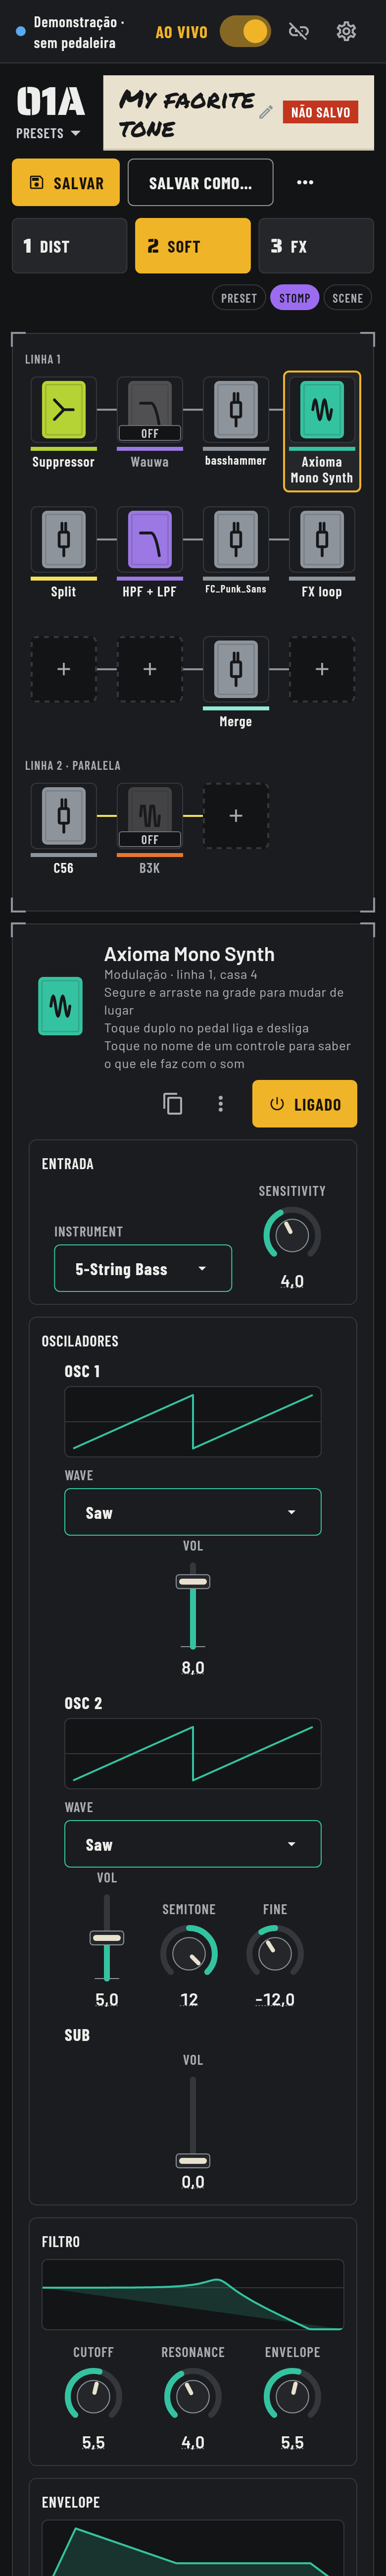 Demonstração ·
sem pedaleira
AO VIVO
01A
PRESETS
My faorite
tone
NÃO SALVO
SALVAR
SALVAR COMO...
1 DIST
2 SOFT
3 FX
PRESET
STOMP
SCENE
LINHA 1
OFF
Suppressor
Wauwa
basshammer
Axioma
Mono Synth
Split
HPF + LPF
FC_Punk_Sans
FX loop
Merge
LINHA 2 · PARALELA
OFF
C56
B3K
Axioma Mono Synth
Modulação · linha 1, casa 4
Segure e arraste na grade para mudar de
lugar
Toque duplo no pedal liga e desliga
Toque no nome de um controle para saber
o que ele faz com o som
LIGADO
ENTRADA
SENSITIVITY
INSTRUMENT
5-String Bass
4,0
OSCILADORES
OSC 1
WAVE
Saw
VOL
8,0
OSC 2
WAVE
Saw
VOL
SEMITONE
FINE
5,0
12
-12,0
SUB
VOL
0,0
FILTRO
CUTOFF
RESONANCE
ENVELOPE
5,5
4,0
5,5
ENVELOPE